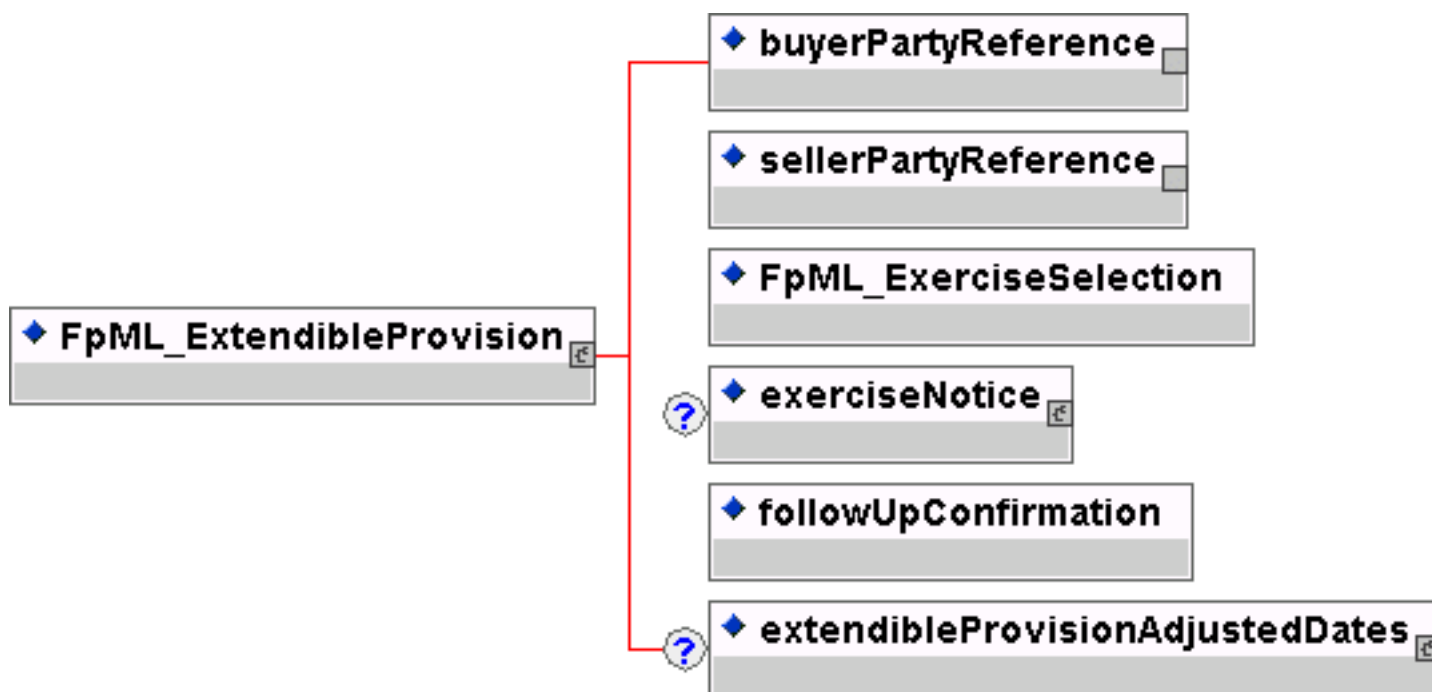 buyerPartyReference
sellerPartyReference
FpML_ExerciseSelection
FpML_ExtendibleProvision
?
exerciseNotice
followUpConfirmation
?
extendibleProvisionAdjustedDates